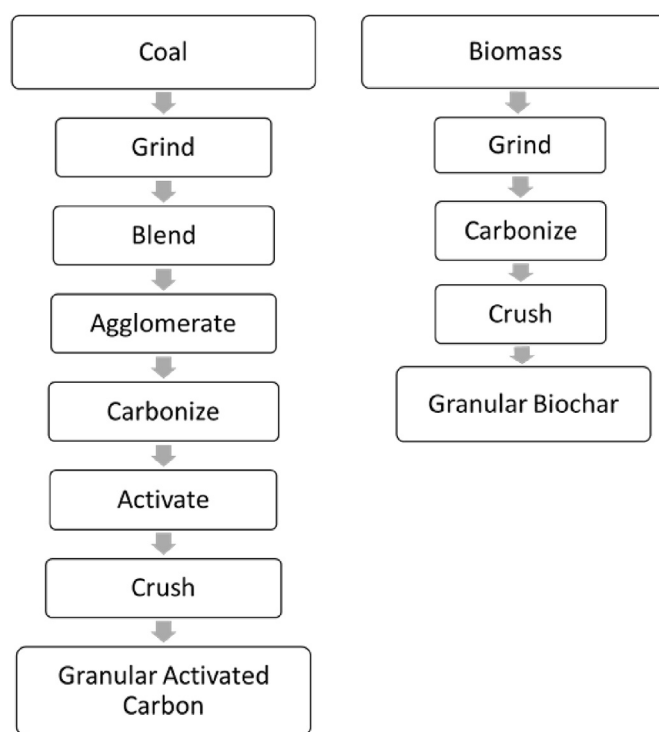 Coal
Grind
Blend
Agglomerate
Carbonize
Activate
Crush
Granular Activated
Carbon
Biomass
Grind
Carbonize
Crush
Granular Biochar